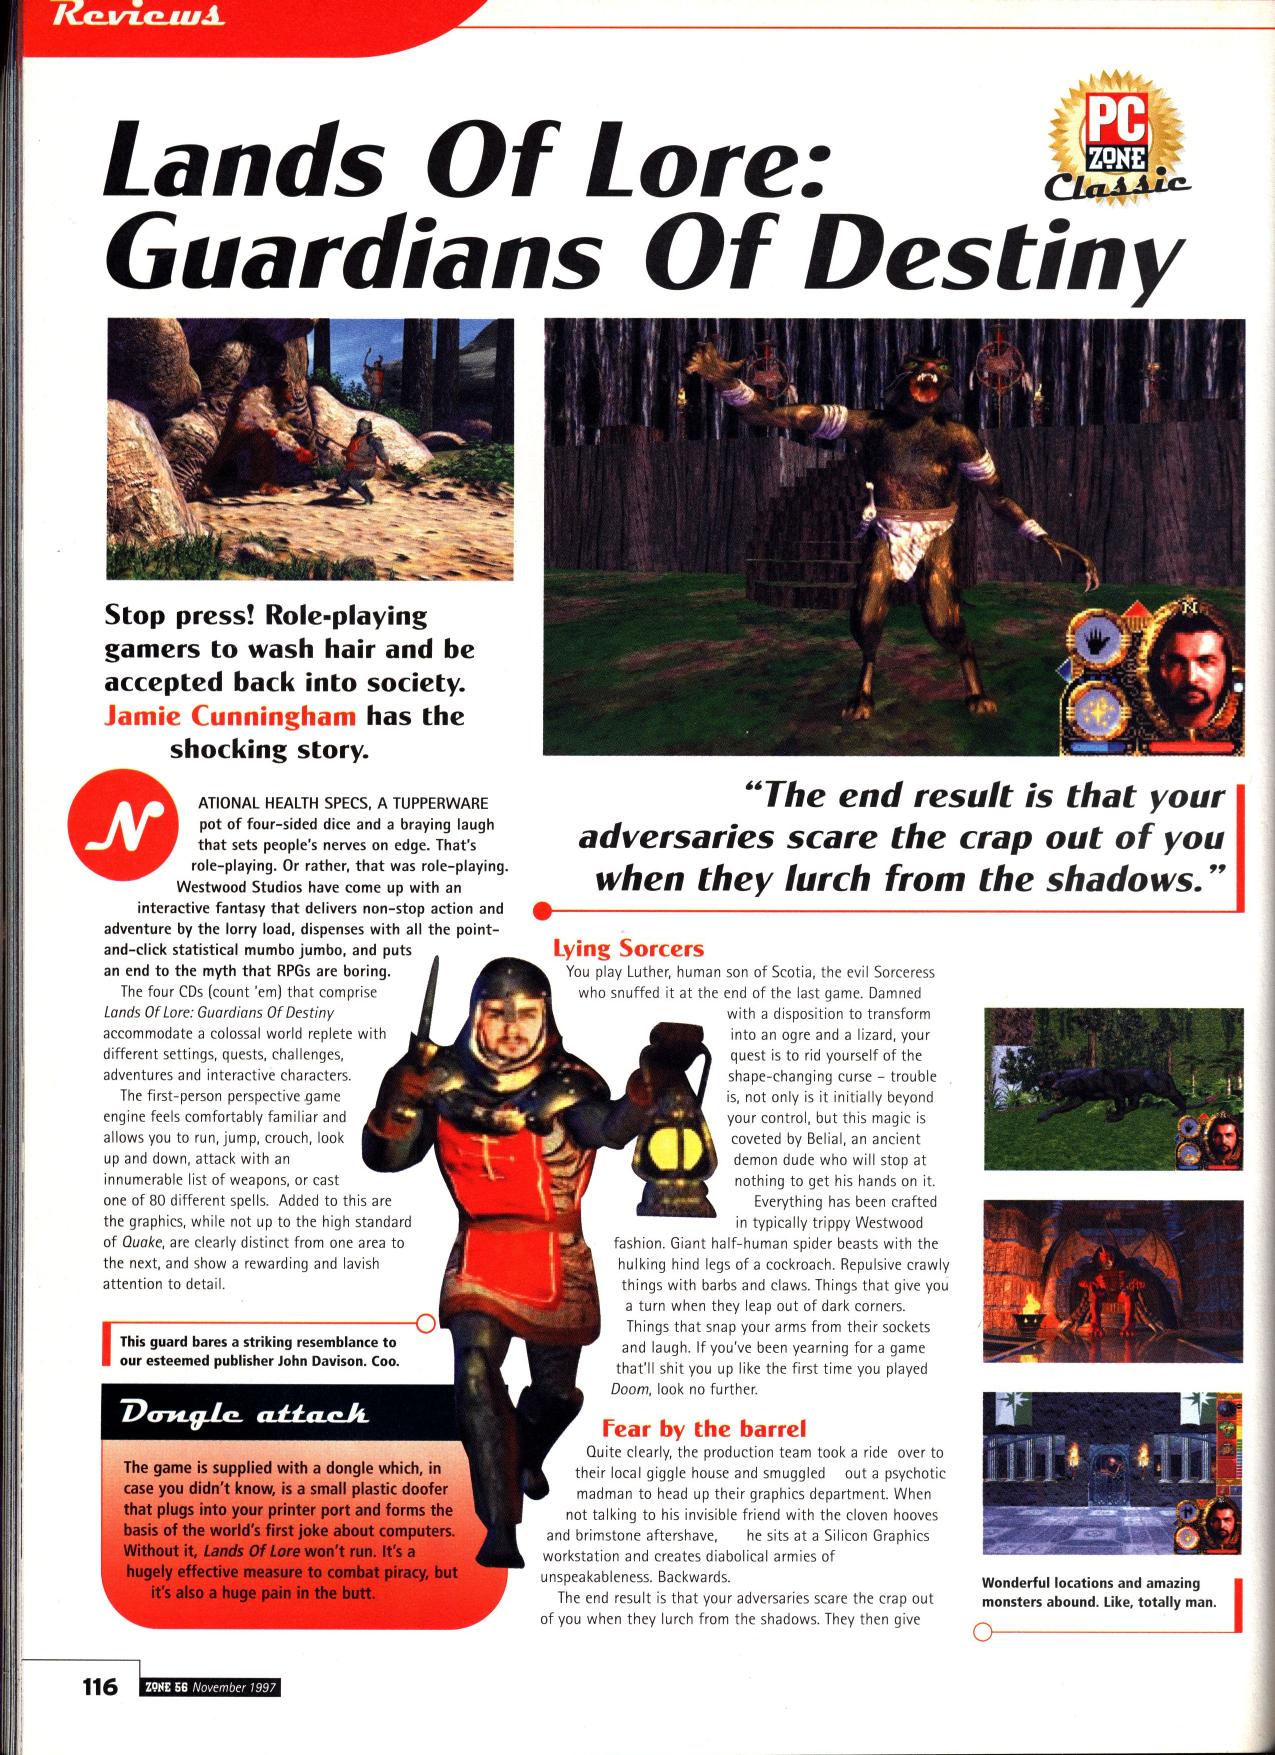 Reviews
Lands Of Lore:
Guardians Of Destiny
PC
ZONE
Classic
Stop press! Role-playing
gamers to wash hair and be
accepted back into society.
Jamie Cunningham has the
shocking story.
N
ATIONAL HEALTH SPECS, A TUPPERWARE
pot of four-sided dice and a braying laugh
that sets people's nerves on edge. That's
role-playing. Or rather, that was role-playing.
Westwood Studios have come up with an
interactive fantasy that delivers non-stop action and
adventure by the lorry load, dispenses with all the point-
and-click statistical mumbo jumbo, and puts
an end to the myth that RPGs are boring.
The four CDs (count 'em) that comprise
Lands Of Lore: Guardians Of Destiny
accommodate a colossal world replete with
different settings, quests, challenges,
adventures and interactive characters.
The first-person perspective game
engine feels comfortably familiar and
allows you to run, jump, crouch, look
up and down, attack with an
innumerable list of weapons, or cast
one of 80 different spells. Added to this are
the graphics, while not up to the high standard
of Quake, are clearly distinct from one area to
the next, and show a rewarding and lavish
attention to detail.
This guard bares a striking resemblance to
our esteemed publisher John Davison. Coo.
Dongle attack
The game is supplied with a dongle which, in
case you didn't know, is a small plastic doofer
that plugs into your printer port and forms the
basis of the world's first joke about computers.
Without it, Lands Of Lore won't run. It's a
hugely effective measure to combat piracy, but
it's also a huge pain in the butt.
N
"The end result is that your
adversaries scare the crap out of you
when they lurch from the shadows."
Lying Sorcers
You play Luther, human son of Scotia, the evil Sorceress
who snuffed it at the end of the last game. Damned
with a disposition to transform
into an ogre and a lizard, your
quest is to rid yourself of the
shape-changing curse – trouble
is, not only is it initially beyond
your control, but this magic is
coveted by Belial, an ancient
demon dude who will stop at
nothing to get his hands on it.
Everything has been crafted
in typically trippy Westwood
fashion. Giant half-human spider beasts with the
hulking hind legs of a cockroach. Repulsive crawly
things with barbs and claws. Things that give you
a turn when they leap out of dark corners.
Things that snap your arms from their sockets
and laugh. If you've been yearning for a game
that'll shit you up like the first time you played
Doom, look no further.
Fear by the barrel
Quite clearly, the production team took a ride over to
their local giggle house and smuggled out a psychotic
madman to head up their graphics department. When
not talking to his invisible friend with the cloven hooves
and brimstone aftershave, he sits at a Silicon Graphics
workstation and creates diabolical armies of
unspeakableness. Backwards.
The end result is that your adversaries scare the crap out
of you when they lurch from the shadows. They then give
Wonderful locations and amazing
monsters abound. Like, totally man.
116
ZONE 56 November 1997